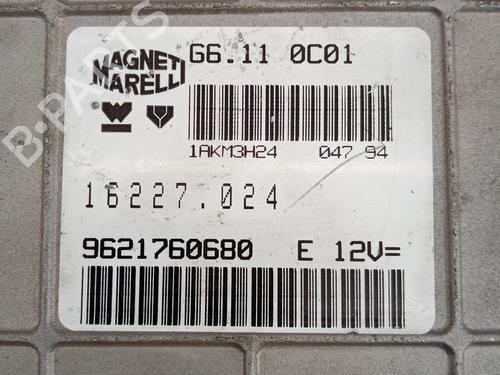 MAGNETI
MARELLI
G6.11 0C01
1AKM3H24 047 94
16227.024
9621760680 E 12V=
B-PARTS